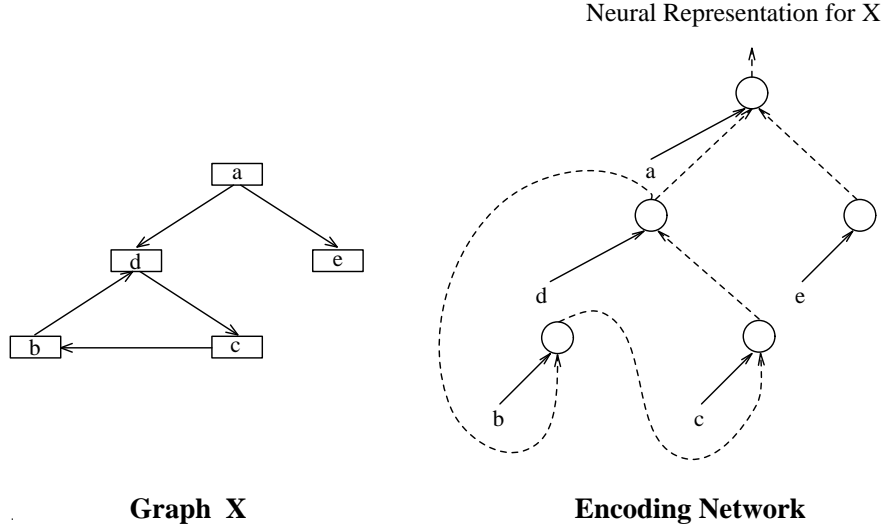 Neural Representation for X
a
a
d
e
d
e
b
c
b
c
Graph X
Encoding Network